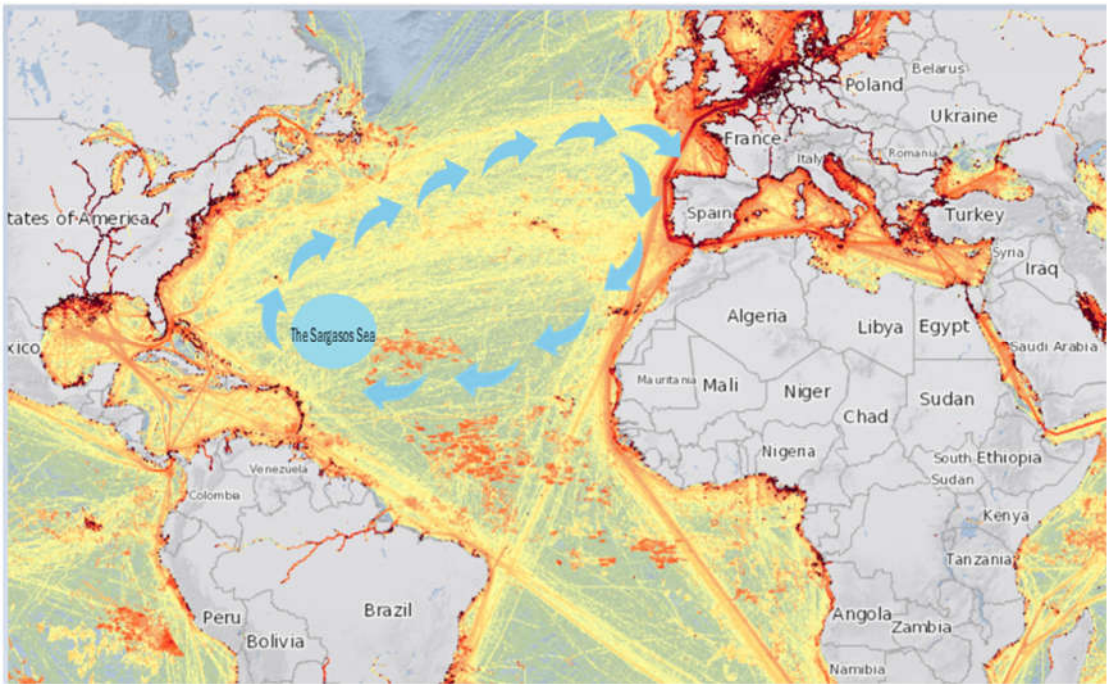 Belarus
Poland
Ukraine
France
Italy
Romania
tates of America
Spain
Turkey
Syria
Iraq
The Sargasos Sea
Algeria
Libya
Egypt
xico
Saudi Arabia
Mauritania
Mali
Niger
Sudan
Chad
Nigeria
South
Sudan
Ethiopia
Venezuela
Colombia
Kenya
Tanzania
Peru
Brazil
Bolivia
Angola
Zambia
Namibia